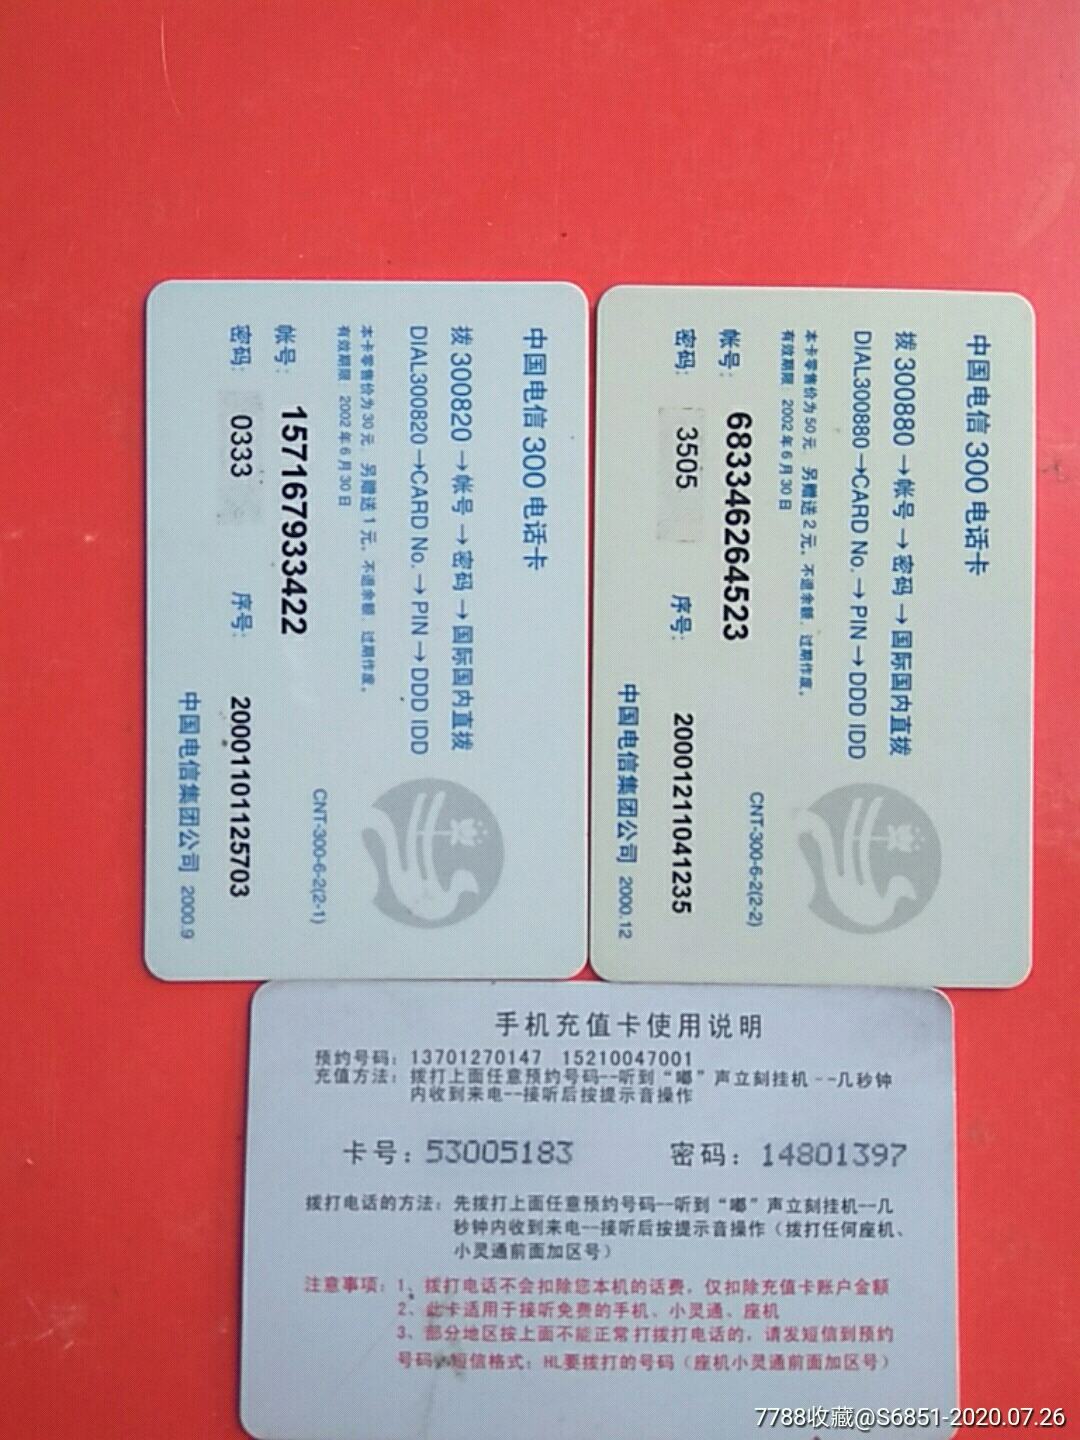 中国电信 300 电话卡
拨 300820 →帐号 → 密码 → 国际国内直拨
DIAL300820→CARD No. → PIN → DDD IDD
本卡零售价为 30 元，另赠送 1 元，不退余额，过期作废。
有效期限：2002 年 6 月 30 日
CNT-300-6-2(2-1)
帐号： 157167933422
密码： 0333 序号： 2000110112570​3
中国电信集团公司 2000.9
中国电信 300 电话卡
拨 300880 →帐号 → 密码 → 国际国内直拨
DIAL300880→CARD No. → PIN → DDD IDD
本卡零售价为 50 元，另赠送 2 元，不退余额，过期作废。
有效期限：2002 年 6 月 30 日
CNT-300-6-2(2-2)
帐号： 683346264523
密码： 3505 序号： 20001211041235
中国电信集团公司 2000.12
手机充值卡使用说明
预约号码：13701270147 15210047001
充值方法：拨打上面任意预约号码--听到“嘟”声立刻挂机--几秒钟
内收到来电--接听后按提示音操作
卡号：53005183 密码：14801397
拨打电话的方法：先拨打上面任意预约号码--听到“嘟”声立刻挂机--几
秒钟内收到来电--接听后按提示音操作（拨打任何座机、
小灵通前面加区号）
注意事项：1、拨打电话不会扣除您本机的话费，仅扣除充值卡账户金额
2、此卡适用于接听免费的手机、小灵通、座机
3、部分地区按上面不能正常打拨打电话的，请发短信到预约
号码，短信格式：HL要拨打的号码（座机小灵通前面加区号）
7788收藏@S6851-2020.07.26